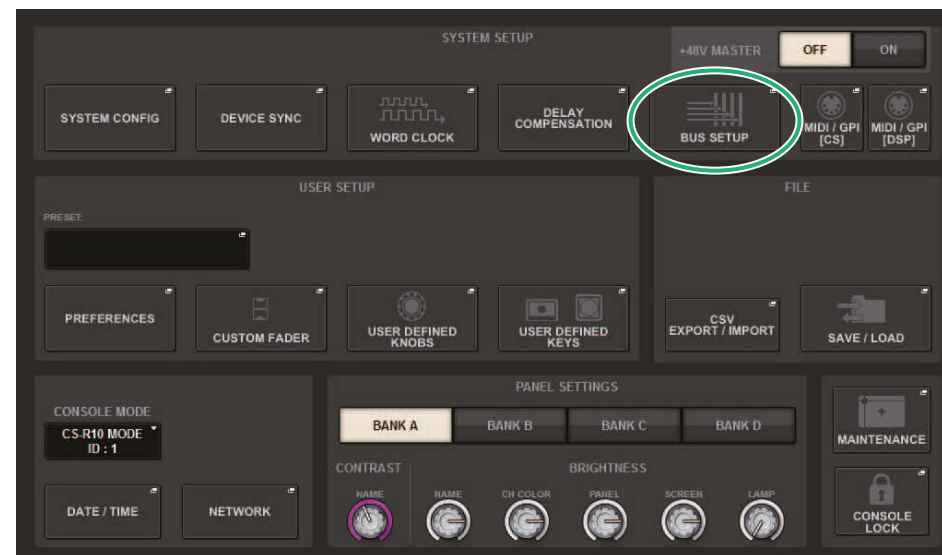 SYSTEM SETUP
+48V MASTER
OFF
ON
SYSTEM CONFIG
DEVICE SYNC
WORD CLOCK
DELAY
COMPENSATION
BUS SETUP
MIDI / GPI
[CS]
MIDI / GPI
[DSP]
USER SETUP
PRESET
PREFERENCES
CUSTOM FADER
USER DEFINED
KNOBS
USER DEFINED
KEYS
FILE
CSV
EXPORT / IMPORT
SAVE / LOAD
CONSOLE MODE
CS-R10 MODE
ID : 1
DATE / TIME
NETWORK
PANEL SETTINGS
BANK A
BANK B
BANK C
BANK D
CONTRAST
BRIGHTNESS
NAME
NAME
CH COLOR
PANEL
SCREEN
LAMP
MAINTENANCE
CONSOLE
LOCK